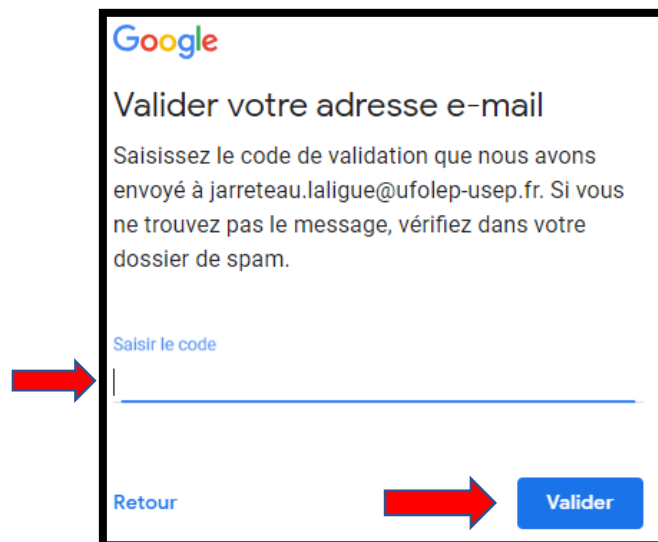 Google
Valider votre adresse e-mail
Saisissez le code de validation que nous avons
envoyé à jarreteau.laligue@ufolep-usep.fr. Si vous
ne trouvez pas le message, vérifiez dans votre
dossier de spam.
Saisir le code
Retour
Valider